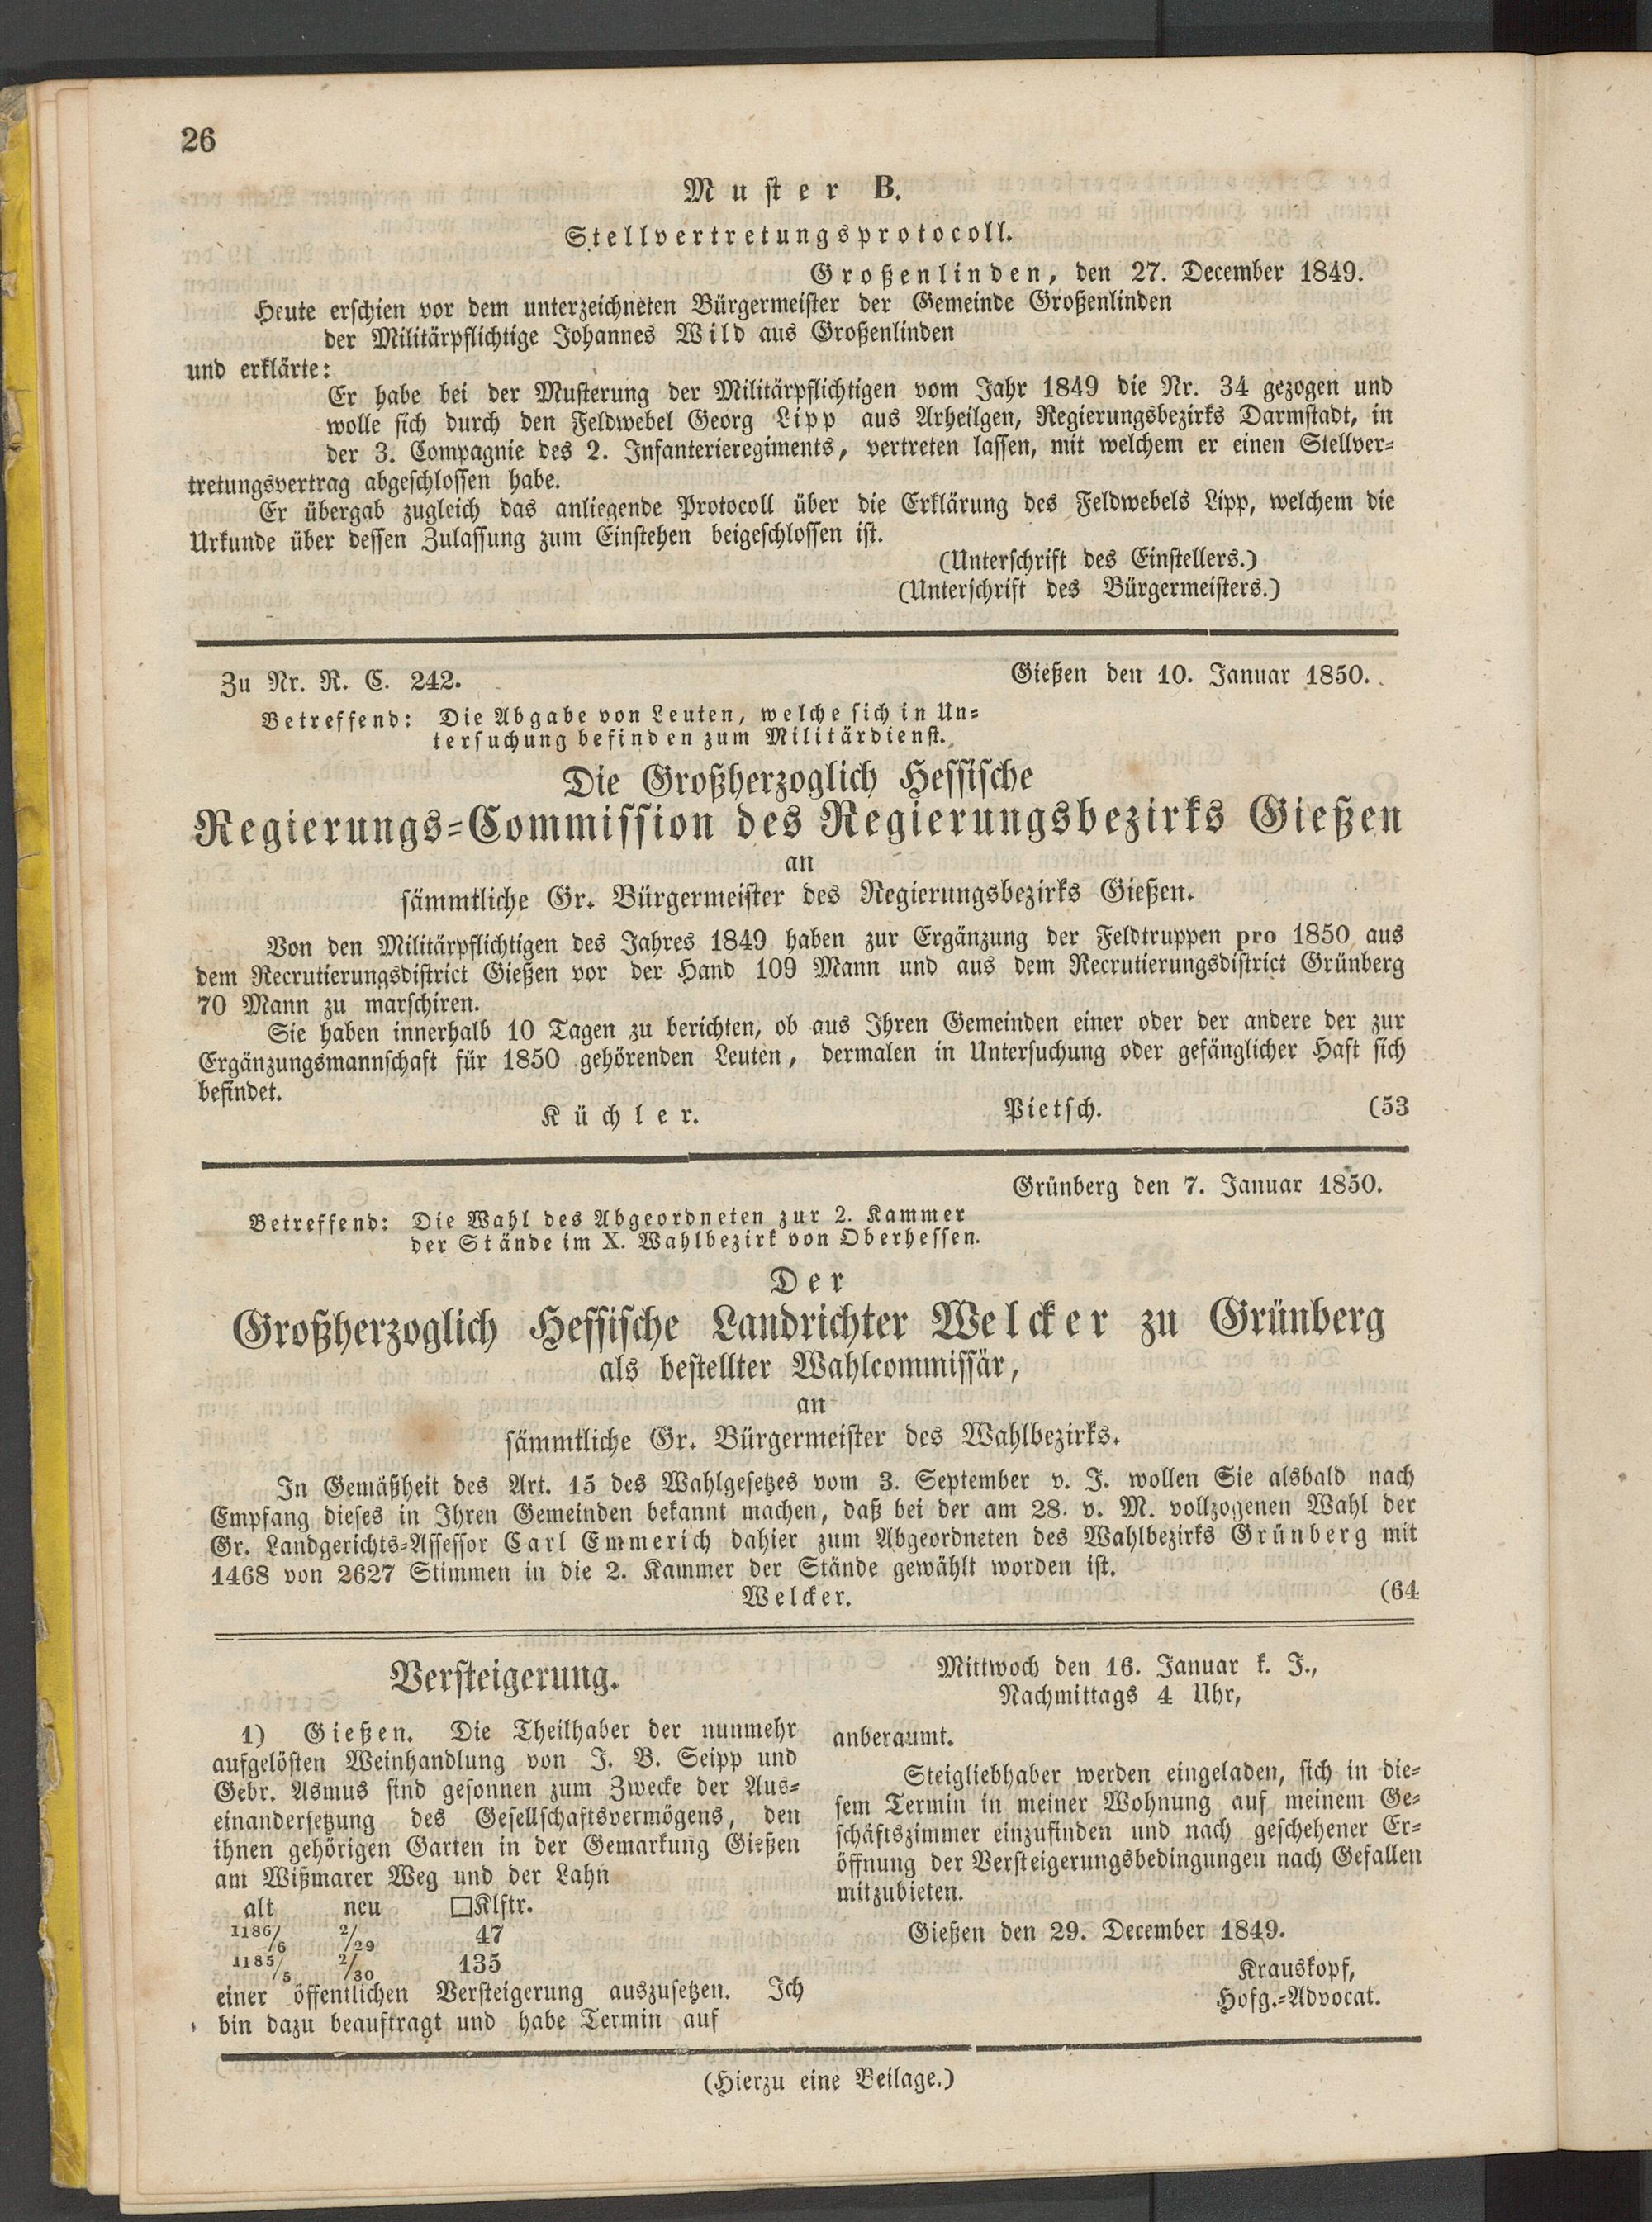 26
Muster B.
Stellvertretungsprotocoll.
Großenlinden, den 27. December 1849.
Heute erschien vor dem unterzeichneten Bürgermeister der Gemeinde Großenlinden
der Militärpflichtige Johannes Wild aus Großenlinden
und erklärte:
Er habe bei der Musterung der Militärpflichtigen vom Jahr 1849 die Nr. 34 gezogen und
wolle sich durch den Feldwebel Georg Lipp aus Arheilgen, Regierungsbezirks Darmstadt, in
der 3. Compagnie des 2. Infanterieregiments, vertreten lassen, mit welchem er einen Stellver-
tretungsvertrag abgeschlossen habe.
Er übergab zugleich das anliegende Protocoll über die Erklärung des Feldwebels Lipp, welchem die
Urkunde über dessen Zulassung zum Einstehen beigeschlossen ist.
(Unterschrift des Einstellers.)
(Unterschrift des Bürgermeisters.)
Zu Nr. R. C. 242.
Gießen den 10. Januar 1850.
Betreffend: Die Abgabe von Leuten, welche sich in Un-
tersuchung befinden zum Militärdienst.
Die Großherzoglich Hessische
Regierungs-Commission des Regierungsbezirks Gießen
an
sämmtliche Gr. Bürgermeister des Regierungsbezirks Gießen.
Von den Militärpflichtigen des Jahres 1849 haben zur Ergänzung der Feldtruppen pro 1850 aus
dem Recrutierungsdistrict Gießen vor der Hand 109 Mann und aus dem Recrutierungsdistrict Grünberg
70 Mann zu marschiren.
Sie haben innerhalb 10 Tagen zu berichten, ob aus Ihren Gemeinden einer oder der andere der zur
Ergänzungsmannschaft für 1850 gehörenden Leuten, dermalen in Untersuchung oder gefänglicher Haft sich
befindet.
Küchler. Pietsch. (53
Grünberg den 7. Januar 1850.
Betreffend: Die Wahl des Abgeordneten zur 2. Kammer
der Stände im X. Wahlbezirk von Oberhessen.
Der
Großherzoglich Hessische Landrichter Welcker zu Grünberg
als bestellter Wahlcommissär,
an
sämmtliche Gr. Bürgermeister des Wahlbezirks.
In Gemäßheit des Art. 15 des Wahlgesetzes vom 3. September v. J. wollen Sie alsbald nach
Empfang dieses in Ihren Gemeinden bekannt machen, daß bei der am 28. v. M. vollzogenen Wahl der
Gr. Landgerichts-Assessor Carl Emmerich dahier zum Abgeordneten des Wahlbezirks Grünberg mit
1468 von 2627 Stimmen in die 2. Kammer der Stände gewählt worden ist.
Welcker. (64
Versteigerung.
1) Gießen. Die Theilhaber der nunmehr
aufgelösten Weinhandlung von J. B. Seipp und
Gebr. Asmus sind gesonnen zum Zwecke der Aus-
einandersetzung des Gesellschaftsvermögens, den
ihnen gehörigen Garten in der Gemarkung Gießen
am Wißmarer Weg und der Lahn
alt neu □Klftr.
1186/6 2/29 47
1185/5 2/30 135
einer öffentlichen Versteigerung auszusetzen. Ich
bin dazu beauftragt und habe Termin auf
Mittwoch den 16. Januar k. J.,
Nachmittags 4 Uhr,
anberaumt.
Steigliebhaber werden eingeladen, sich in die-
sem Termin in meiner Wohnung auf meinem Ge-
schäftszimmer einzufinden und nach geschehener Er-
öffnung der Versteigerungsbedingungen nach Gefallen
mitzubieten.
Gießen den 29. December 1849.
Krauskopf,
Hofg.-Advocat.
(Hierzu eine Beilage.)